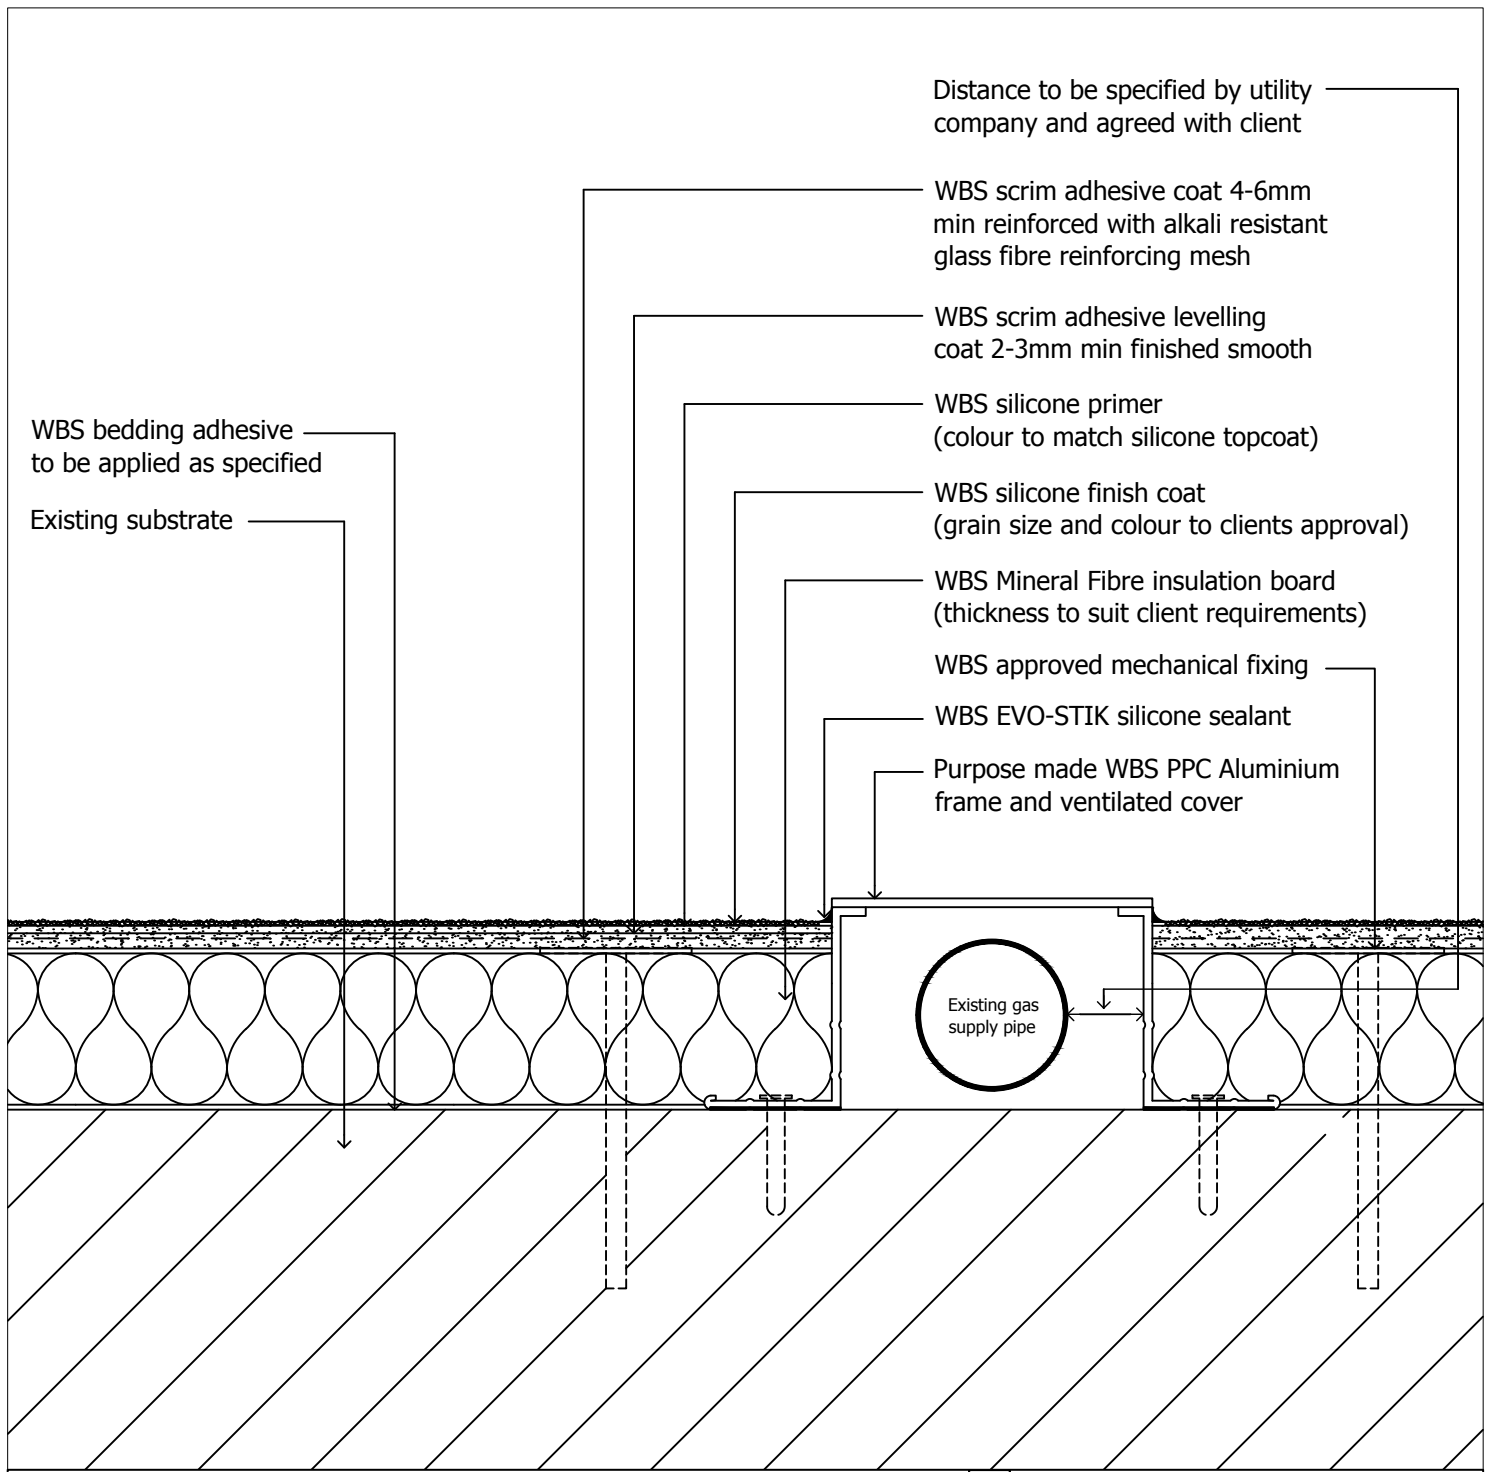 Distance to be specified by utility
company and agreed with client
WBS scrim adhesive coat 4-6mm
min reinforced with alkali resistant
glass fibre reinforcing mesh
WBS scrim adhesive levelling
coat 2-3mm min finished smooth
WBS silicone primer
(colour to match silicone topcoat)
WBS bedding adhesive
to be applied as specified
WBS silicone finish coat
(grain size and colour to clients approval)
Existing substrate
WBS Mineral Fibre insulation board
(thickness to suit client requirements)
WBS approved mechanical fixing
WBS EVO-STIK silicone sealant
Purpose made WBS PPC Aluminium
frame and ventilated cover
Existing gas
supply pipe